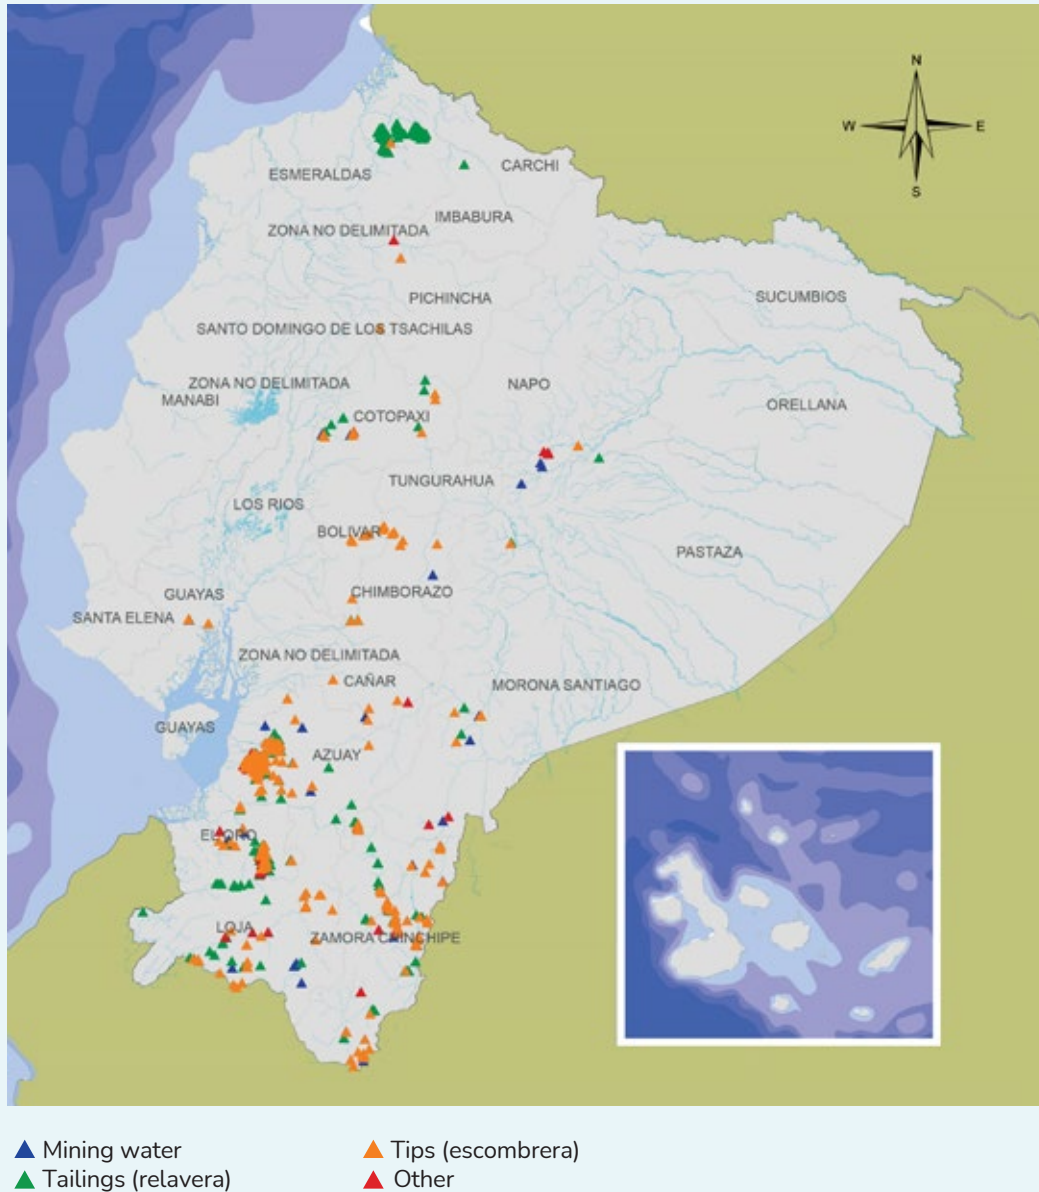 N
W E
S
CARCHI
ESMERALDAS
IMBABURA
ZONA NO DELIMITADA
PICHINCHA
SUCUMBIOS
SANTO DOMINGO DE LOS TSACHILAS
ZONA NO DELIMITADA
NAPO
MANABI
ORELLANA
COTOPAXI
TUNGURAHUA
LOS RIOS
BOLIVAR
PASTAZA
CHIMBORAZO
GUAYAS
SANTA ELENA
ZONA NO DELIMITADA
CAÑAR
MORONA SANTIAGO
GUAYAS
AZUAY
EL ORO
LOJA
ZAMORA CHINCHIPE
Mining water
Tips (escombrera)
Tailings (relavera)
Other